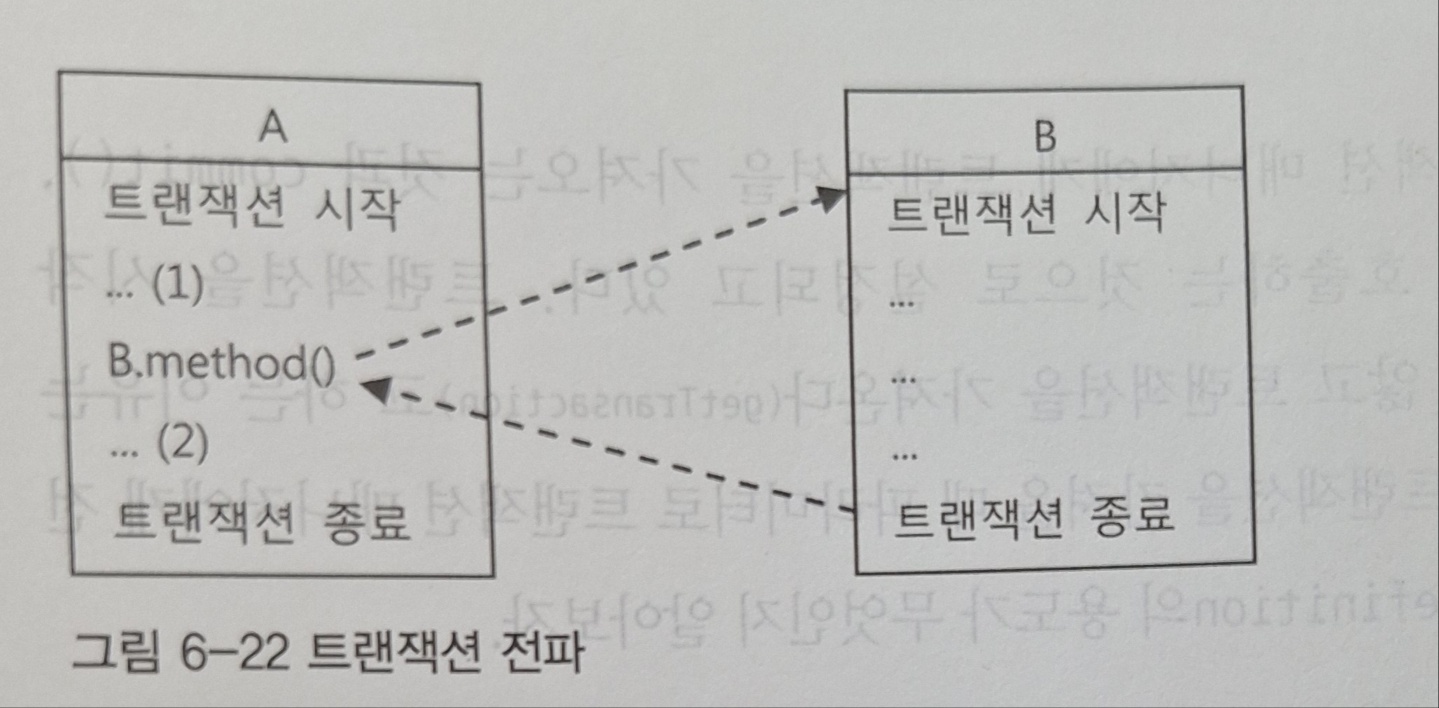 A
트랜잭션 시작
... (1)
B.method()
... (2)
트랜잭션 종료
B
트랜잭션 시작
...
...
...
트랜잭션 종료
그림 6-22 트랜잭션 전파